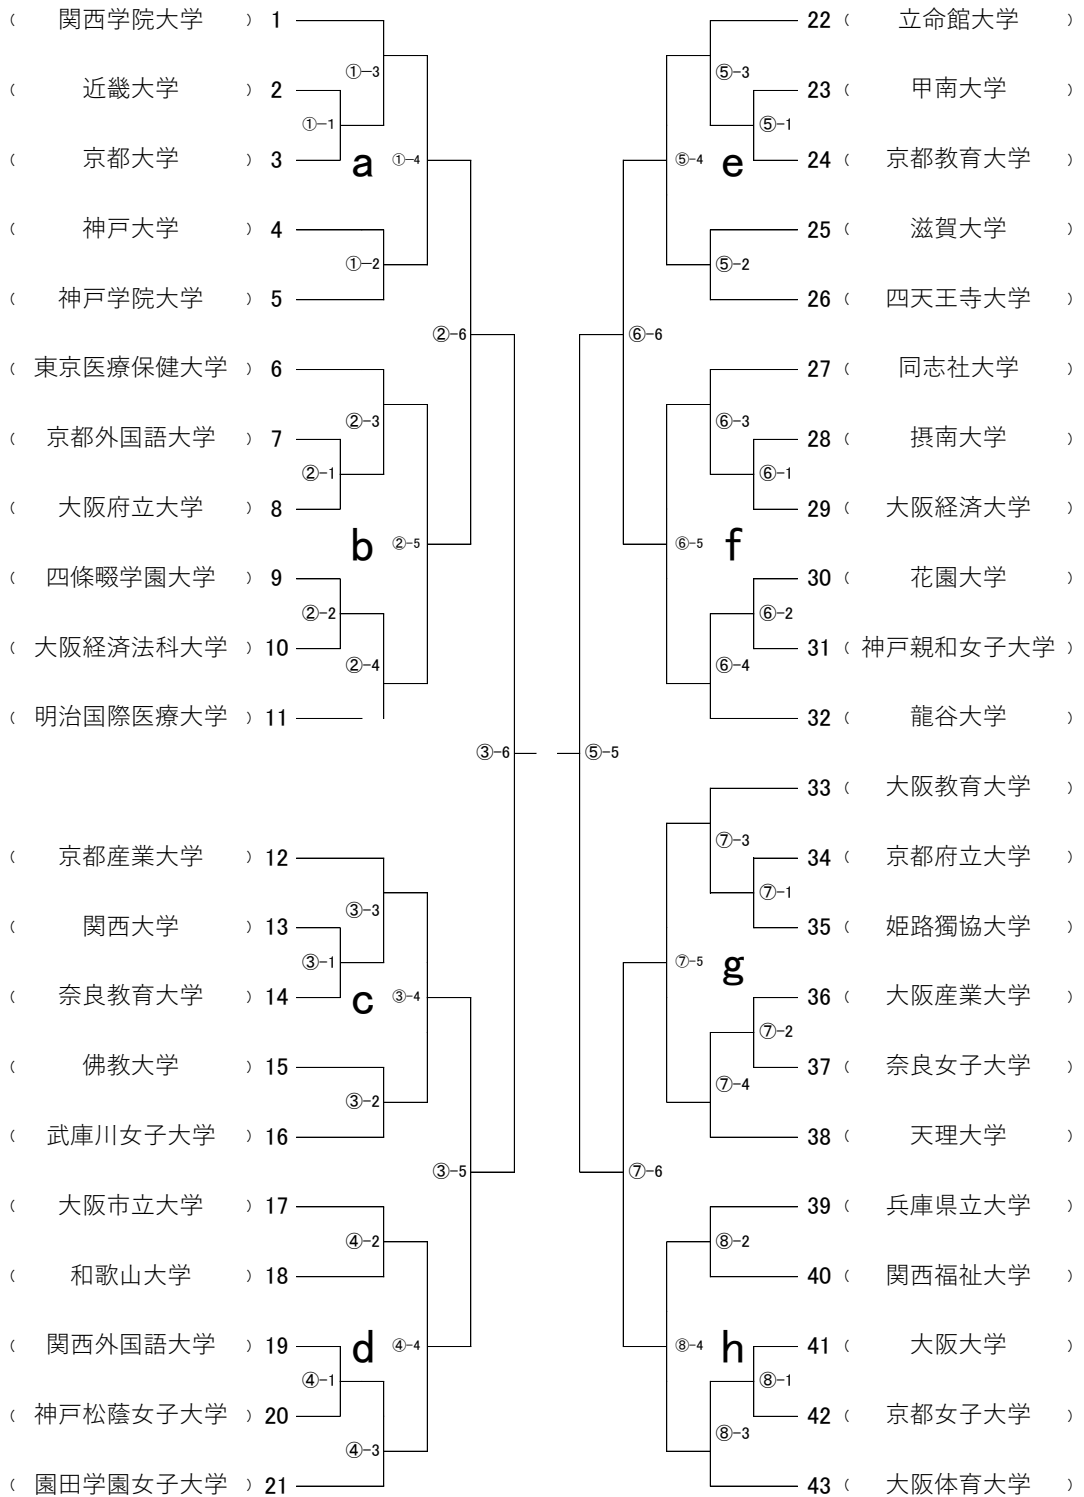 ( 関西学院大学 ) 1
①-3
( 近畿大学 ) 2
①-1
( 京都大学 ) 3
a ①-4
( 神戸大学 ) 4
①-2
( 神戸学院大学 ) 5
②-6
( 東京医療保健大学 ) 6
②-3
( 京都外国語大学 ) 7
②-1
( 大阪府立大学 ) 8
b ②-5
( 四條畷学園大学 ) 9
②-2
( 大阪経済法科大学 ) 10
②-4
( 明治国際医療大学 ) 11
③-6
( 京都産業大学 ) 12
③-3
( 関西大学 ) 13
③-1
( 奈良教育大学 ) 14
c ③-4
( 佛教大学 ) 15
③-2
( 武庫川女子大学 ) 16
③-5
( 大阪市立大学 ) 17
④-2
( 和歌山大学 ) 18
( 関西外国語大学 ) 19
d ④-4
④-1
( 神戸松蔭女子大学 ) 20
④-3
( 園田学園女子大学 ) 21
22 ( 立命館大学 )
⑤-3
23 ( 甲南大学 )
⑤-1
24 ( 京都教育大学 )
⑤-4 e
25 ( 滋賀大学 )
⑤-2
26 ( 四天王寺大学 )
⑥-6
27 ( 同志社大学 )
⑥-3
28 ( 摂南大学 )
⑥-1
29 ( 大阪経済大学 )
⑥-5 f
30 ( 花園大学 )
⑥-2
31 ( 神戸親和女子大学 )
⑥-4
32 ( 龍谷大学 )
⑤-5
33 ( 大阪教育大学 )
⑦-3
34 ( 京都府立大学 )
⑦-1
35 ( 姫路獨協大学 )
⑦-5 g
36 ( 大阪産業大学 )
⑦-2
37 ( 奈良女子大学 )
⑦-4
38 ( 天理大学 )
⑦-6
39 ( 兵庫県立大学 )
⑧-2
40 ( 関西福祉大学 )
⑧-4 h
41 ( 大阪大学 )
⑧-1
42 ( 京都女子大学 )
⑧-3
43 ( 大阪体育大学 )